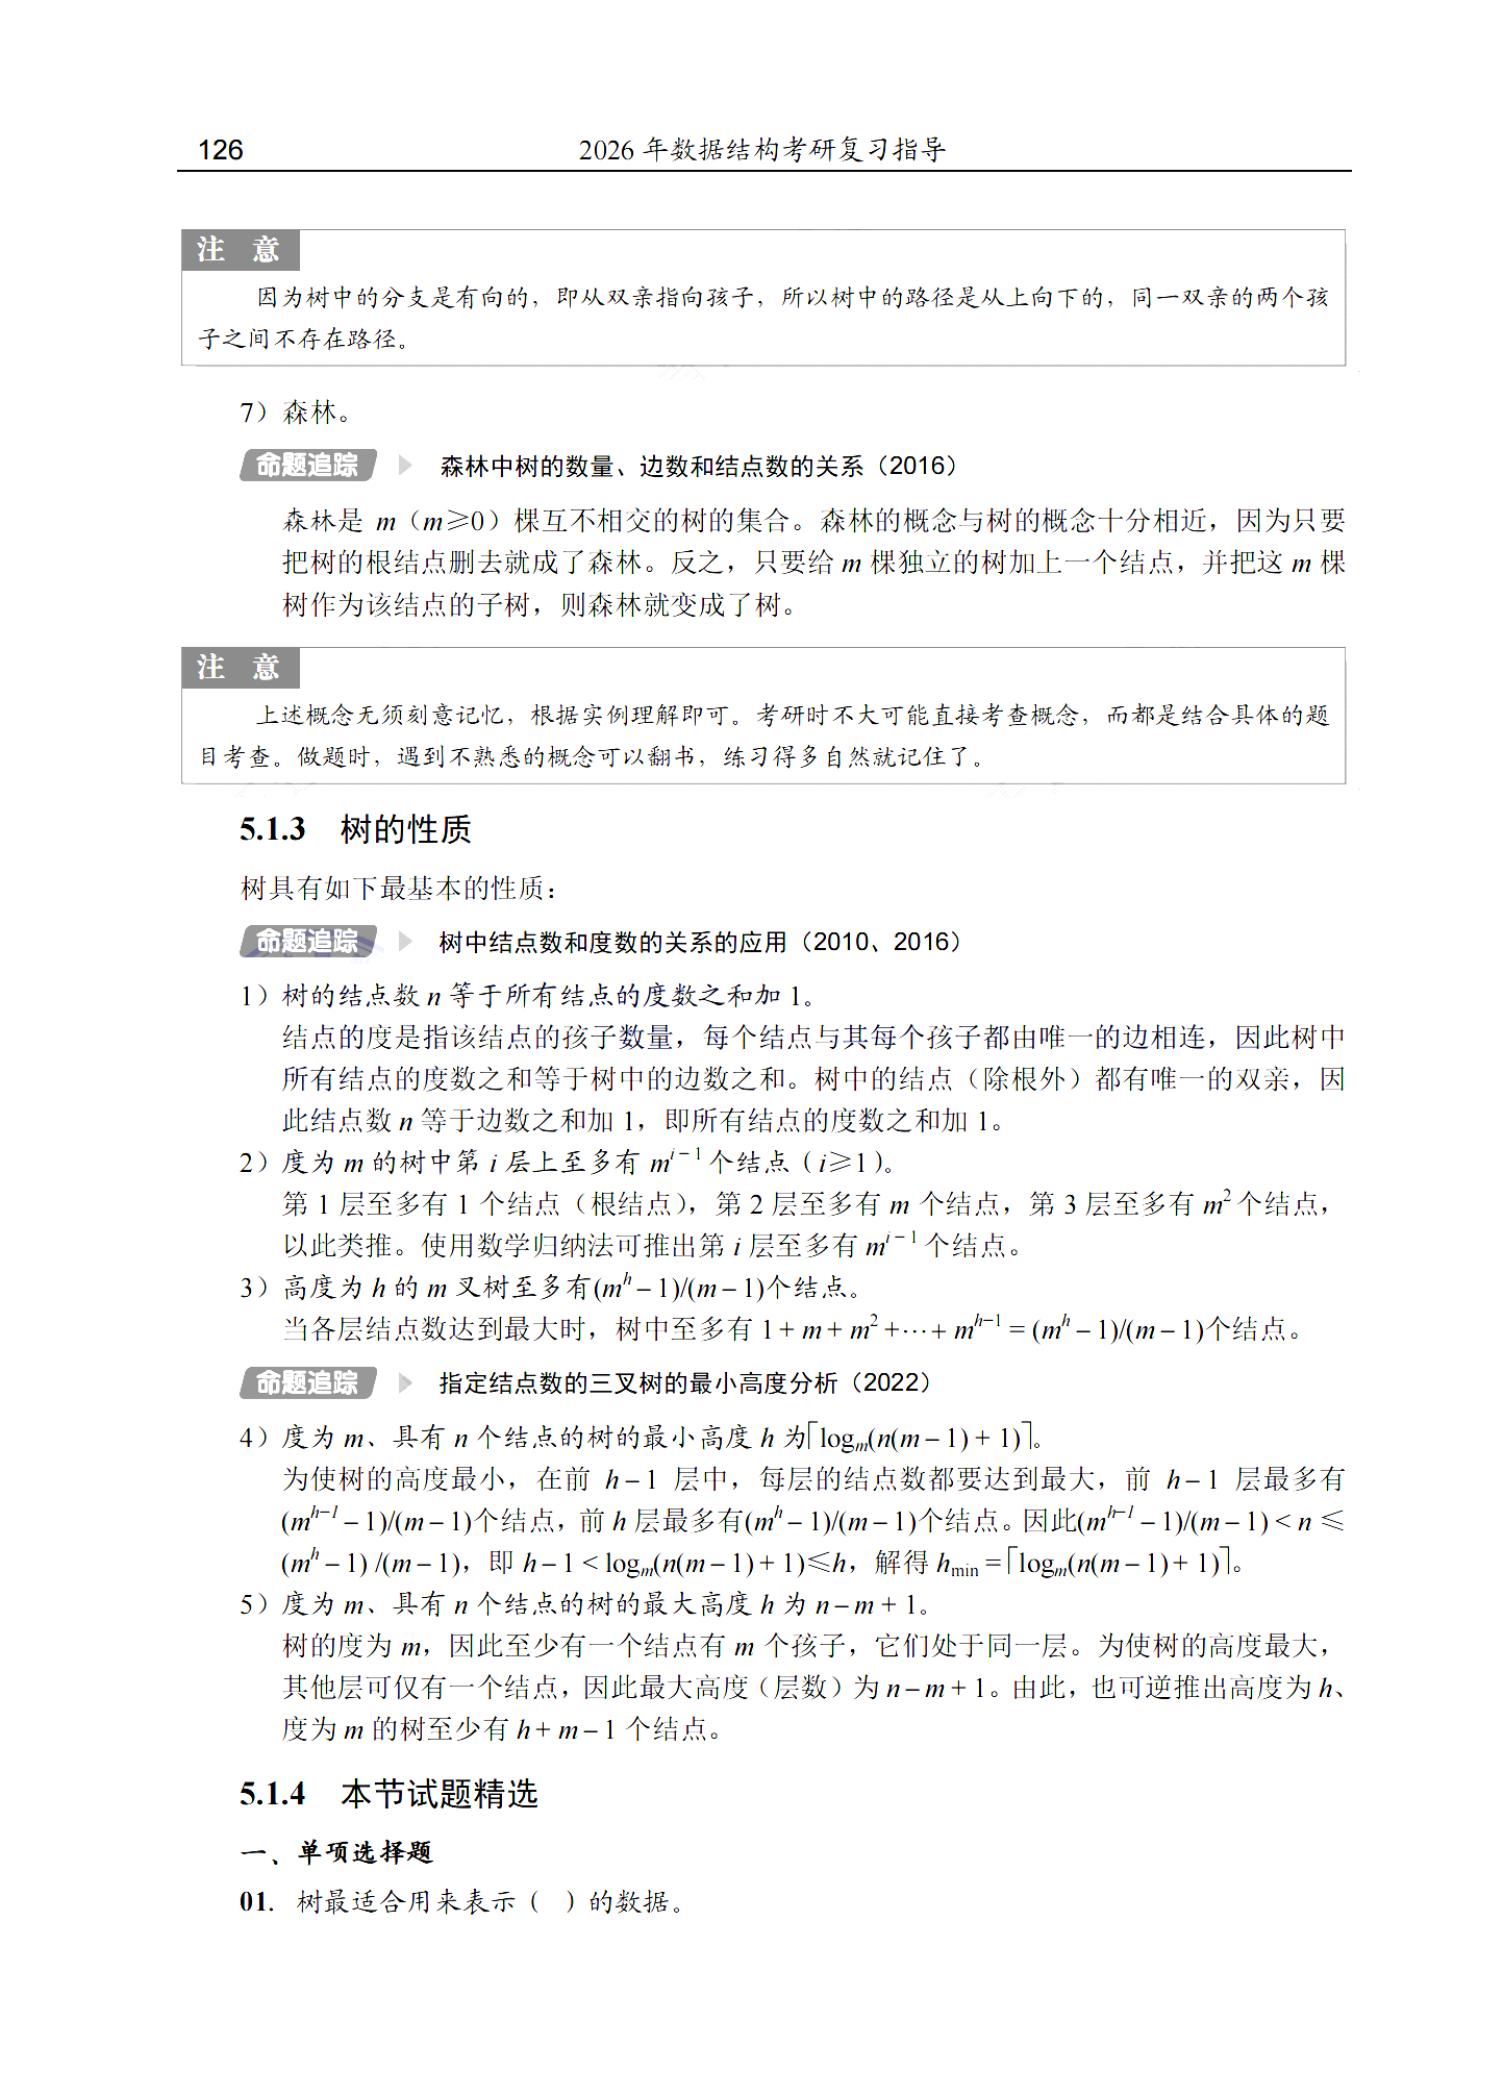 126
2026 年数据结构考研复习指导
注 意
因为树中的分支是有向的，即从双亲指向孩子，所以树中的路径是从上向下的，同一双亲的两个孩
子之间不存在路径。
7）森林。
命题追踪 森林中树的数量、边数和结点数的关系（2016）
森林是 m（m≥0）棵互不相交的树的集合。森林的概念与树的概念十分相近，因为只要
把树的根结点删去就成了森林。反之，只要给 m 棵独立的树加上一个结点，并把这 m 棵
树作为该结点的子树，则森林就变成了树。
注 意
上述概念无须刻意记忆，根据实例理解即可。考研时不大可能直接考查概念，而都是结合具体的题
目考查。做题时，遇到不熟悉的概念可以翻书，练习得多自然就记住了。
5.1.3 树的性质
树具有如下最基本的性质：
命题追踪 树中结点数和度数的关系的应用（2010、2016）
1）树的结点数 n 等于所有结点的度数之和加 1。
结点的度是指该结点的孩子数量，每个结点与其每个孩子都由唯一的边相连，因此树中
所有结点的度数之和等于树中的边数之和。树中的结点（除根外）都有唯一的双亲，因
此结点数 n 等于边数之和加 1，即所有结点的度数之和加 1。
2）度为 m 的树中第 i 层上至多有 m^{i−1} 个结点（i≥1）。
第 1 层至多有 1 个结点（根结点），第 2 层至多有 m 个结点，第 3 层至多有 m² 个结点，
以此类推。使用数学归纳法可推出第 i 层至多有 m^{i−1} 个结点。
3）高度为 h 的 m 叉树至多有(m^h − 1)/(m − 1)个结点。
当各层结点数达到最大时，树中至多有 1 + m + m² +⋯+ m^{h−1} = (m^h − 1)/(m − 1)个结点。
命题追踪 指定结点数的三叉树的最小高度分析（2022）
4）度为 m、具有 n 个结点的树的最小高度 h 为⌈log_m(n(m − 1) + 1)⌉。
为使树的高度最小，在前 h − 1 层中，每层的结点数都要达到最大，前 h − 1 层最多有
(m^{h−1} − 1)/(m − 1)个结点，前 h 层最多有(m^h − 1)/(m − 1)个结点。因此(m^{h−1} − 1)/(m − 1) < n ≤
(m^h − 1) /(m − 1)，即 h − 1 < log_m(n(m − 1) + 1)≤h，解得 h_min =⌈log_m(n(m − 1) + 1)⌉。
5）度为 m、具有 n 个结点的树的最大高度 h 为 n − m + 1。
树的度为 m，因此至少有一个结点有 m 个孩子，它们处于同一层。为使树的高度最大，
其他层可仅有一个结点，因此最大高度（层数）为 n − m + 1。由此，也可逆推出高度为 h、
度为 m 的树至少有 h + m − 1 个结点。
5.1.4 本节试题精选
一、单项选择题
01. 树最适合用来表示（ ）的数据。